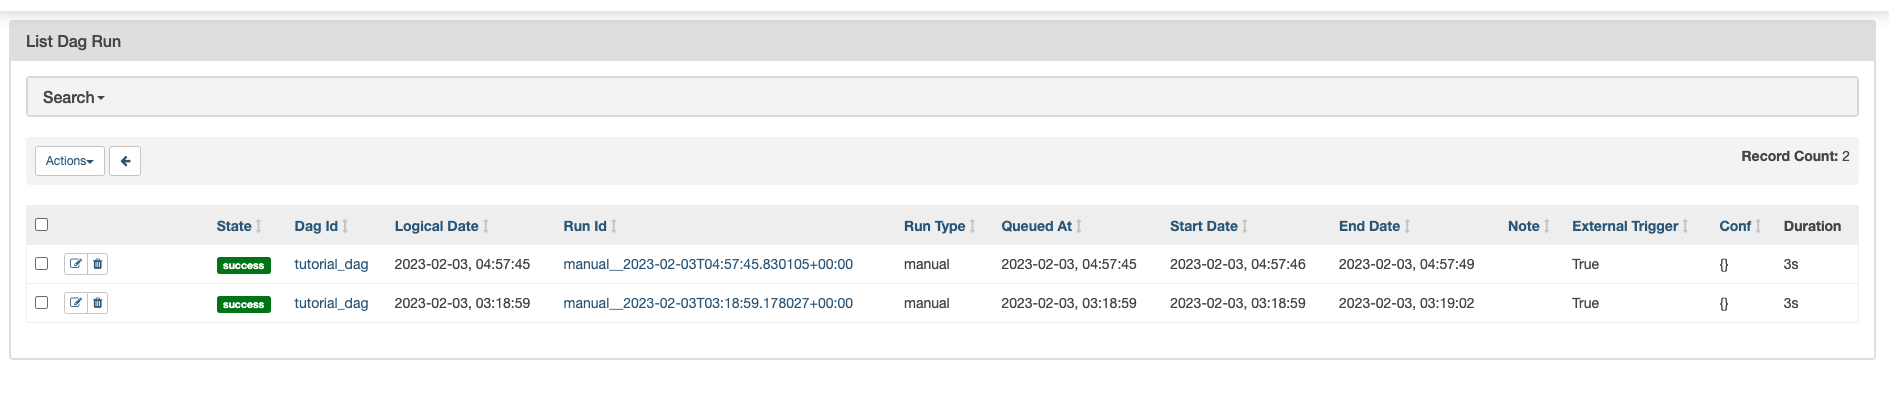 List Dag Run
Search
Actions
Record Count: 2
State Dag Id Logical Date Run Id Run Type Queued At Start Date End Date Note External Trigger Conf Duration
success tutorial_dag 2023-02-03, 04:57:45 manual__2023-02-03T04:57:45.830105+00:00 manual 2023-02-03, 04:57:45 2023-02-03, 04:57:46 2023-02-03, 04:57:49 True {} 3s
success tutorial_dag 2023-02-03, 03:18:59 manual__2023-02-03T03:18:59.178027+00:00 manual 2023-02-03, 03:18:59 2023-02-03, 03:18:59 2023-02-03, 03:19:02 True {} 3s